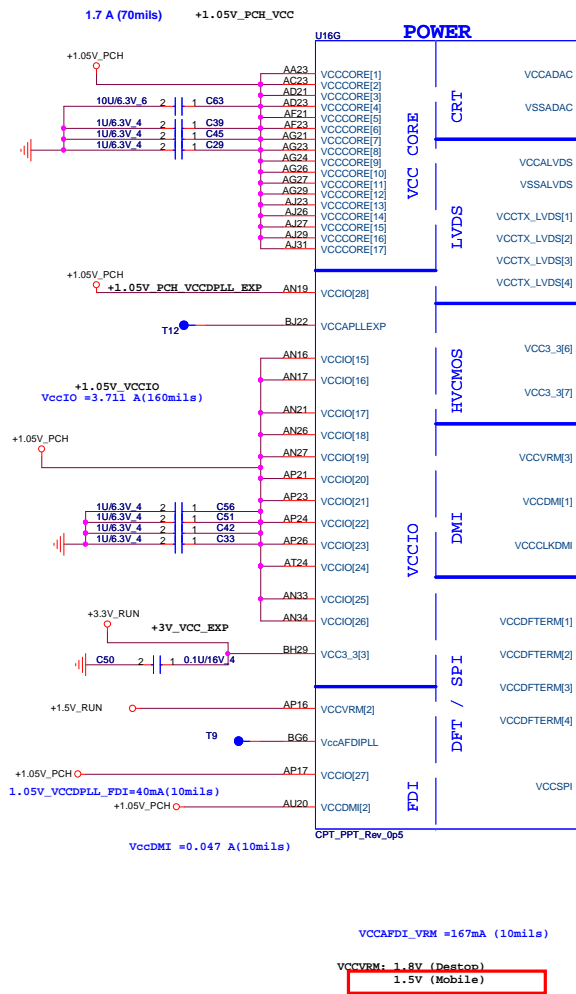 1.7 A (70mils) +1.05V_PCH_VCC
U16G POWER
+1.05V_PCH
AA23 VCCCORE[1] VCCADAC
AC23 VCCCORE[2]
AD21 VCCCORE[3]
10U/6.3V_6 2 1 C63 AD23 VCCCORE[4] VSSADAC
AF21 VCCCORE[5]
1U/6.3V_4 2 1 C39 AF23 VCCCORE[6]
1U/6.3V_4 2 1 C45 AG21 VCCCORE[7]
1U/6.3V_4 2 1 C29 AG23 VCCCORE[8]
AG24 VCCCORE[9] VCCALVDS
AG26 VCCCORE[10]
AG27 VCCCORE[11] VSSALVDS
AG29 VCCCORE[12]
AJ23 VCCCORE[13]
AJ26 VCCCORE[14] VCCTX_LVDS[1]
AJ27 VCCCORE[15]
AJ29 VCCCORE[16] VCCTX_LVDS[2]
AJ31 VCCCORE[17]
VCCTX_LVDS[3]
VCCTX_LVDS[4]
VCC CORE
CRT
LVDS
+1.05V_PCH
+1.05V_PCH_VCCDPLL_EXP AN19 VCCIO[28]
T12 BJ22 VCCAPLLEXP
VCC3_3[6]
AN16 VCCIO[15]
AN17 VCCIO[16]
+1.05V_VCCIO VCC3_3[7]
VccIO =3.711 A(160mils)
AN21 VCCIO[17]
HVCMOS
AN26 VCCIO[18]
+1.05V_PCH
AN27 VCCIO[19] VCCVRM[3]
AP21 VCCIO[20]
1U/6.3V_4 2 1 C56 AP23 VCCIO[21] VCCDMI[1]
1U/6.3V_4 2 1 C51 AP24 VCCIO[22]
1U/6.3V_4 2 1 C42
1U/6.3V_4 2 1 C33 AP26 VCCIO[23] VCCCLKDMI
AT24 VCCIO[24]
VCCIO
DMI
AN33 VCCIO[25]
+3.3V_RUN
AN34 VCCIO[26] VCCDFTERM[1]
+3V_VCC_EXP
BH29 VCC3_3[3] VCCDFTERM[2]
C50 2 1 0.1U/16V_4
VCCDFTERM[3]
+1.5V_RUN AP16 VCCVRM[2]
VCCDFTERM[4]
DFT / SPI
T9 BG6 VccAFDIPLL
+1.05V_PCH AP17 VCCIO[27]
VCCSPI
1.05V_VCCDPLL_FDI=40mA(10mils)
+1.05V_PCH AU20 VCCDMI[2]
FDI
CPT_PPT_Rev_0p5
VccDMI =0.047 A(10mils)
VCCAFDI_VRM =167mA (10mils)
VCCVRM: 1.8V (Destop)
1.5V (Mobile)